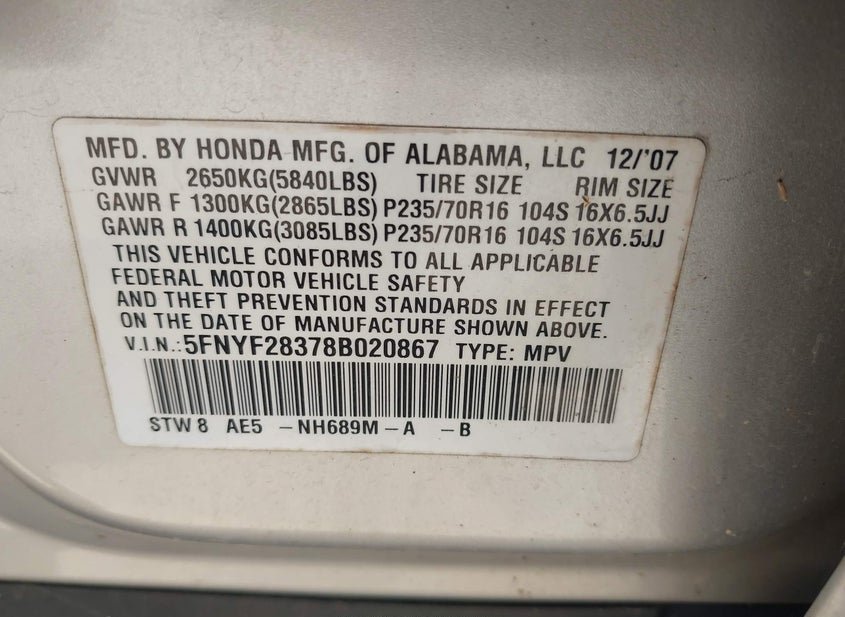 MFD. BY HONDA MFG. OF ALABAMA, LLC 12/'07
GVWR 2650KG(5840LBS) TIRE SIZE RIM SIZE
GAWR F 1300KG(2865LBS) P235/70R16 104S 16X6.5JJ
GAWR R 1400KG(3085LBS) P235/70R16 104S 16X6.5JJ
THIS VEHICLE CONFORMS TO ALL APPLICABLE
FEDERAL MOTOR VEHICLE SAFETY
AND THEFT PREVENTION STANDARDS IN EFFECT
ON THE DATE OF MANUFACTURE SHOWN ABOVE.
V.I.N.:5FNYF28378B020867 TYPE: MPV
STW 8 AE5 -NH689M-A -B